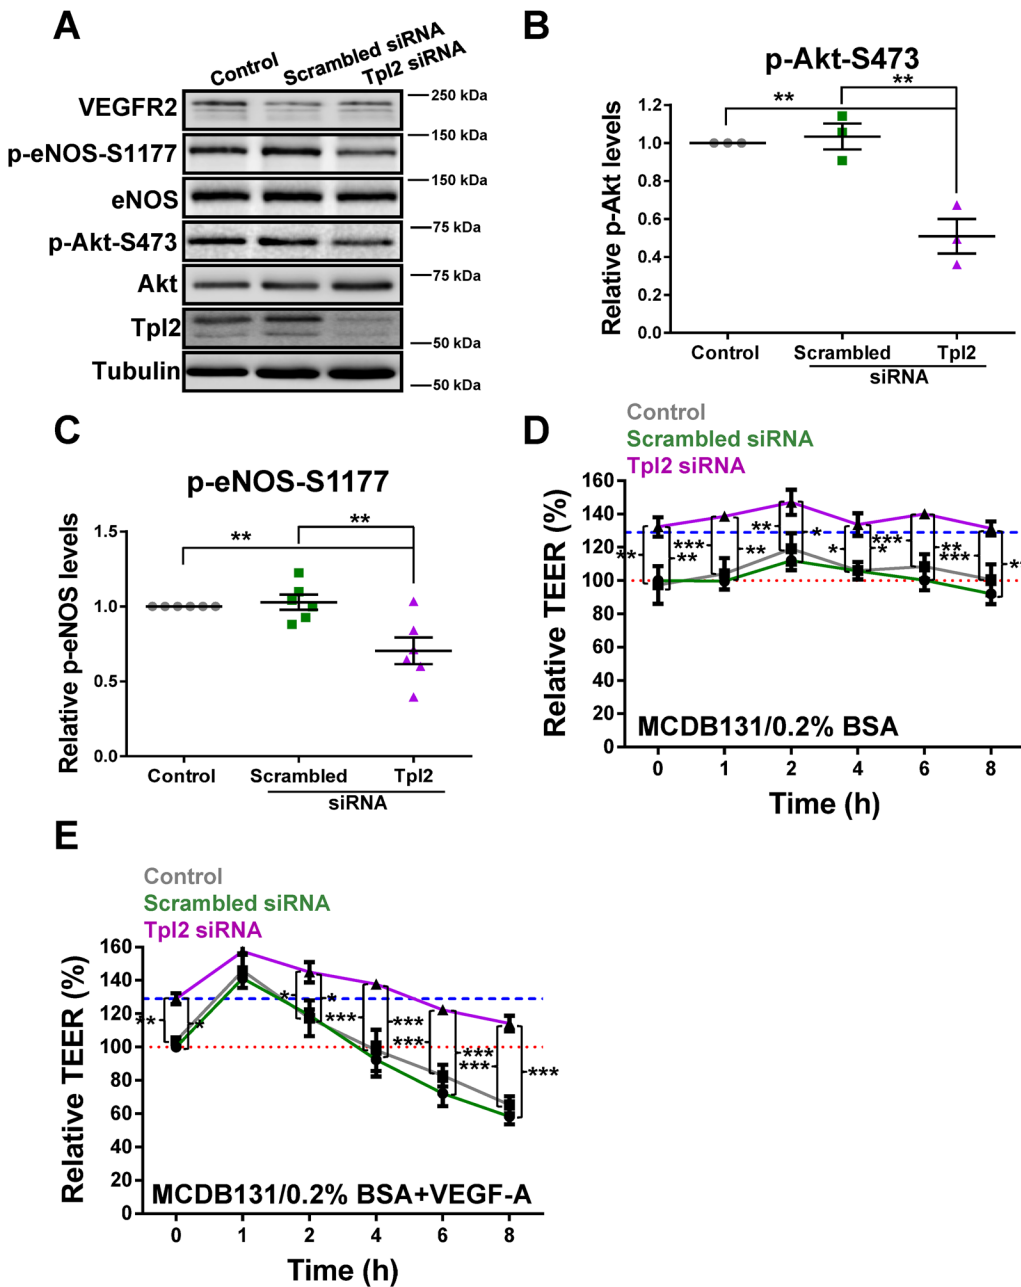 A
Control
Scrambled siRNA
Tpl2 siRNA
VEGFR2
250 kDa
p-eNOS-S1177
150 kDa
eNOS
150 kDa
p-Akt-S473
75 kDa
Akt
75 kDa
Tpl2
50 kDa
Tubulin
50 kDa
B
p-Akt-S473
**
**
Relative p-Akt levels
1.2
1.0
0.8
0.6
0.4
0.2
0.0
Control
Scrambled
Tpl2
siRNA
C
p-eNOS-S1177
**
**
Relative p-eNOS levels
1.5
1.0
0.5
0.0
Control
Scrambled
Tpl2
siRNA
D
Control
Scrambled siRNA
Tpl2 siRNA
Relative TEER (%)
160
140
120
100
80
60
40
20
0
**
***
**
**
**
*
*
***
*
**
***
**
MCDB131/0.2% BSA
0 1 2 4 6 8
Time (h)
E
Control
Scrambled siRNA
Tpl2 siRNA
Relative TEER (%)
160
140
120
100
80
60
40
20
0
**
*
*
*
***
***
***
***
***
***
MCDB131/0.2% BSA+VEGF-A
0 1 2 4 6 8
Time (h)